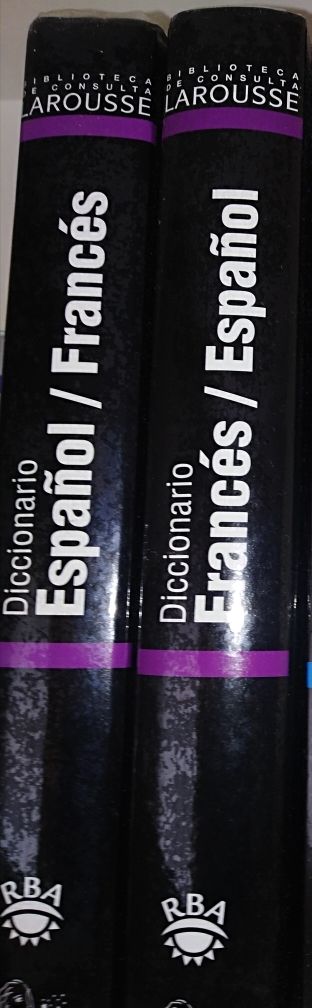 BIBLIOTECA
DE CONSULTA
LAROUSSE
Diccionario
Español / Francés
RBA
BIBLIOTECA
DE CONSULTA
LAROUSSE
Diccionario
Francés / Español
RBA